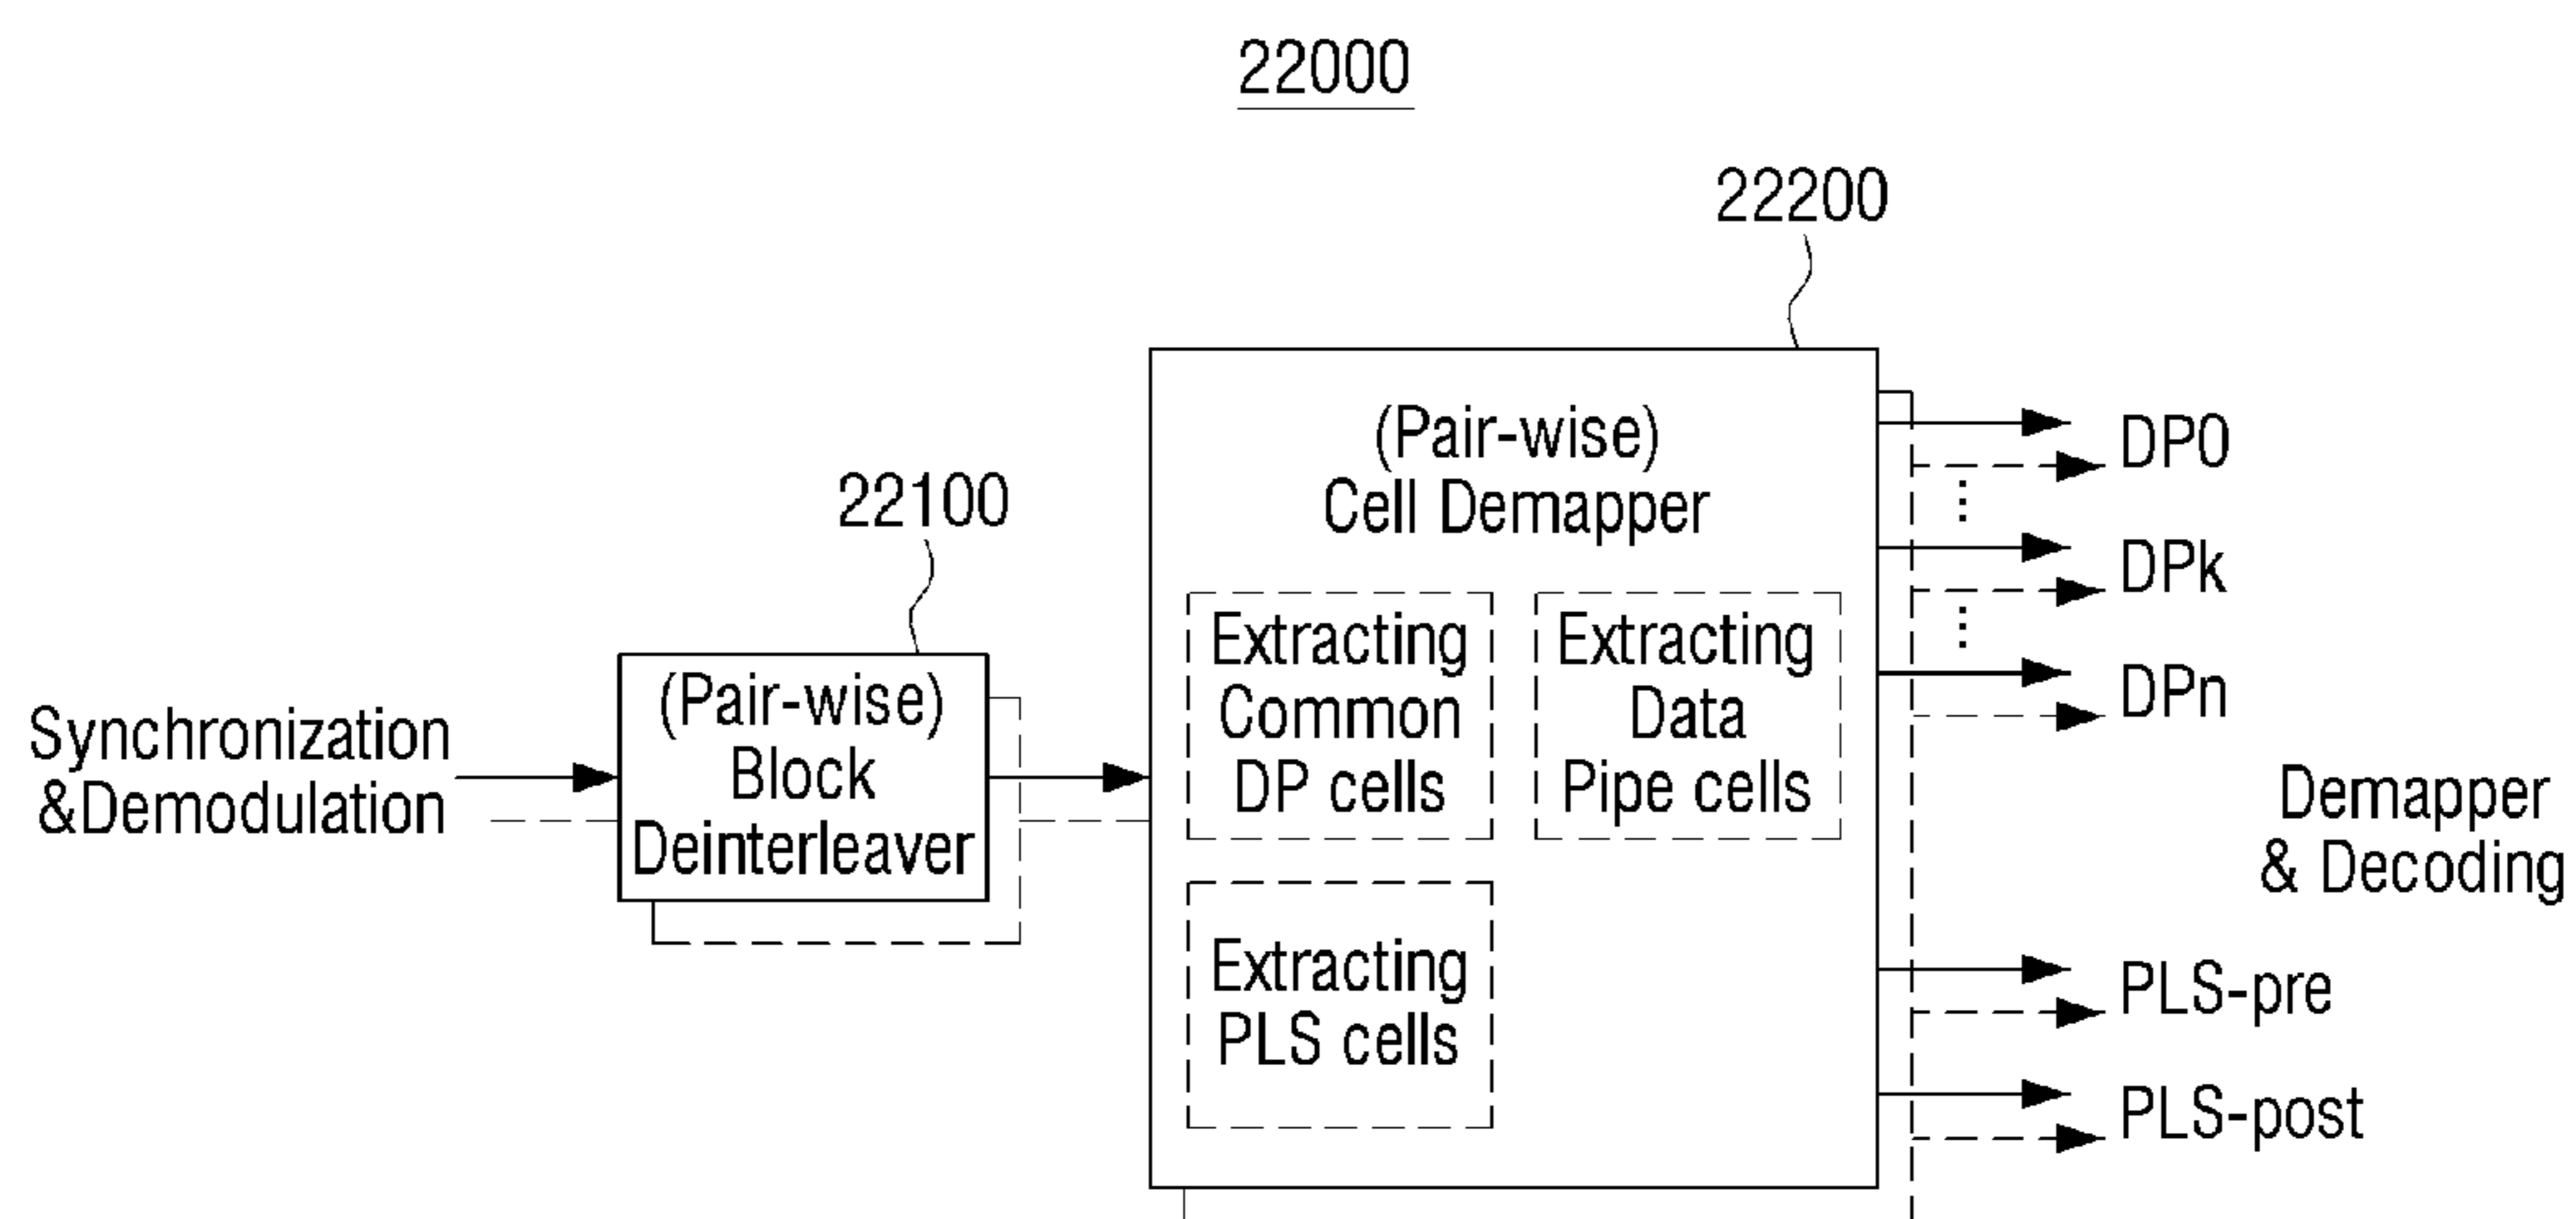 22000
22200
22100
Synchronization
&Demodulation
(Pair-wise)
Block
Deinterleaver
(Pair-wise)
Cell Demapper
Extracting
Common
DP cells
Extracting
Data
Pipe cells
Extracting
PLS cells
DP0
DPk
DPn
Demapper
& Decoding
PLS-pre
PLS-post